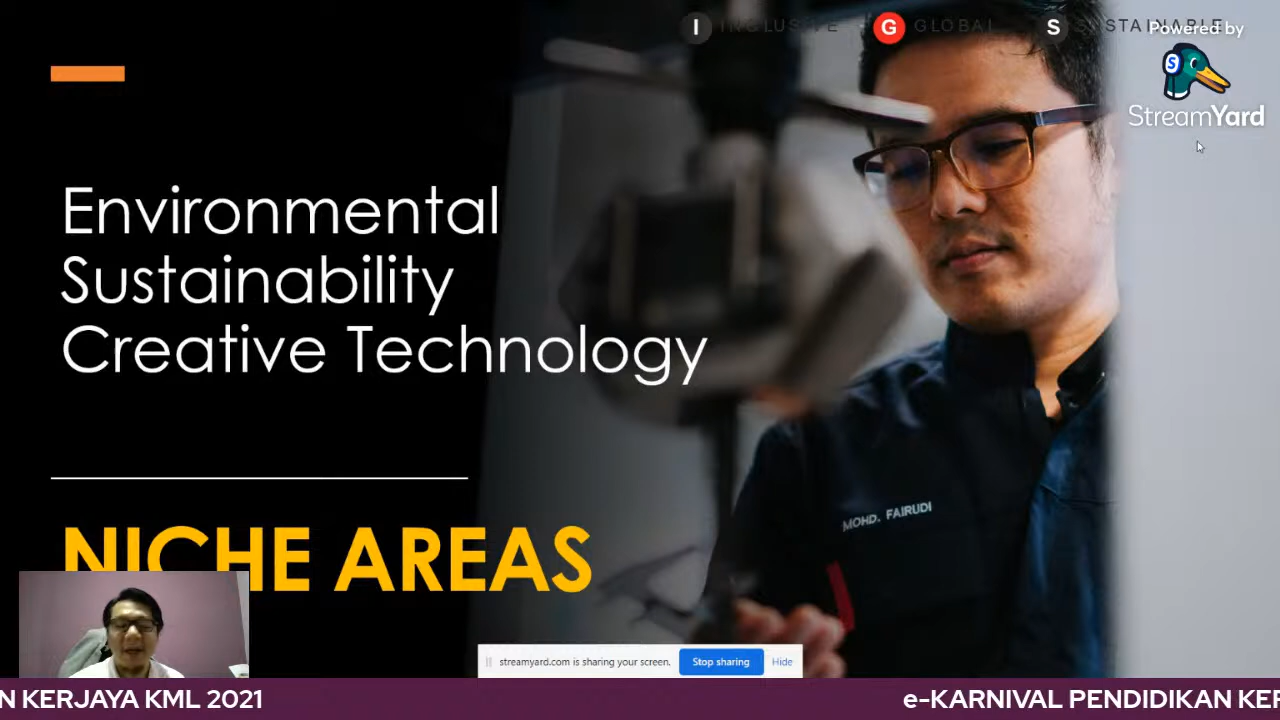 I INCLUSIVE G GLOBAL S SUSTAINABLE
Powered by
StreamYard
Environmental
Sustainability
Creative Technology
MOHD. FAIRUDI
NICHE AREAS
streamyard.com is sharing your screen. Stop sharing Hide
N KERJAYA KML 2021 e-KARNIVAL PENDIDIKAN KER